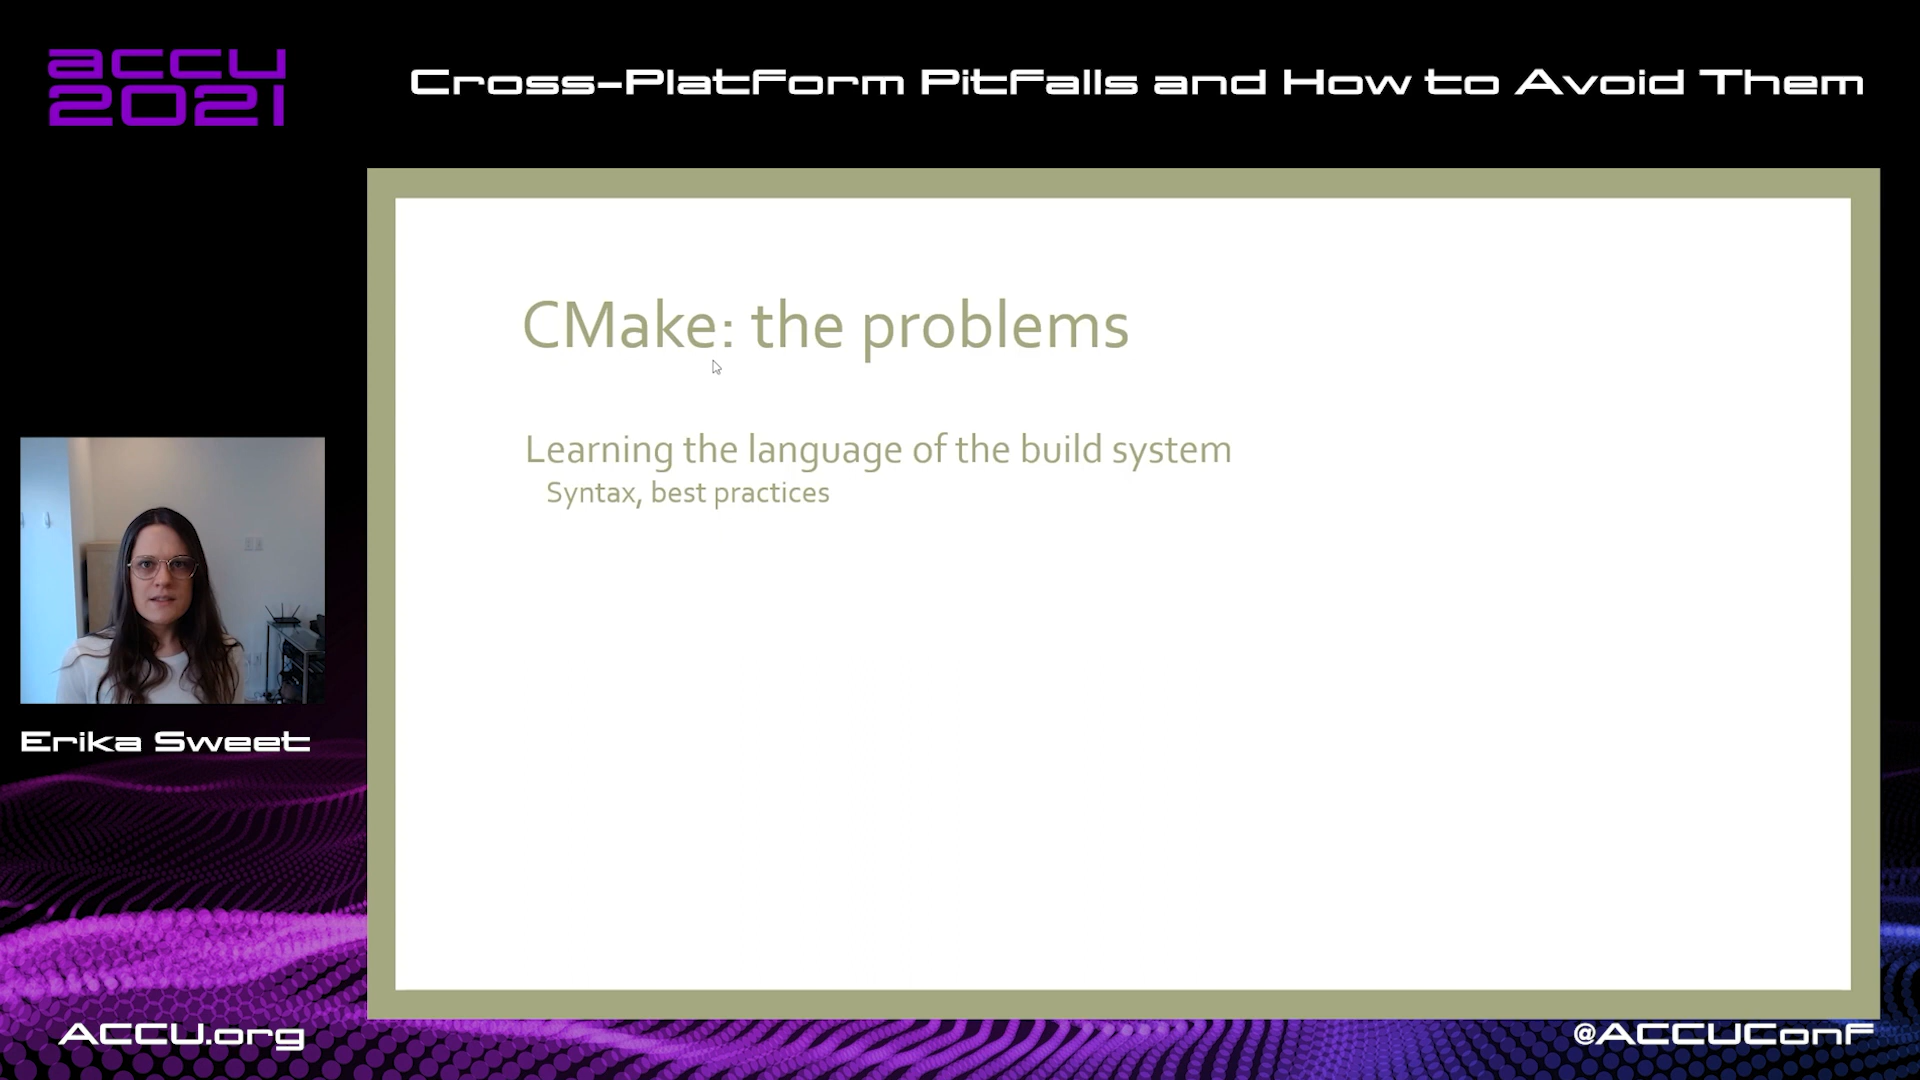 accu
2021
Cross-Platform Pitfalls and How to Avoid Them
CMake: the problems
Learning the language of the build system
Syntax, best practices
Erika Sweet
ACCU.org
@ACCUConf